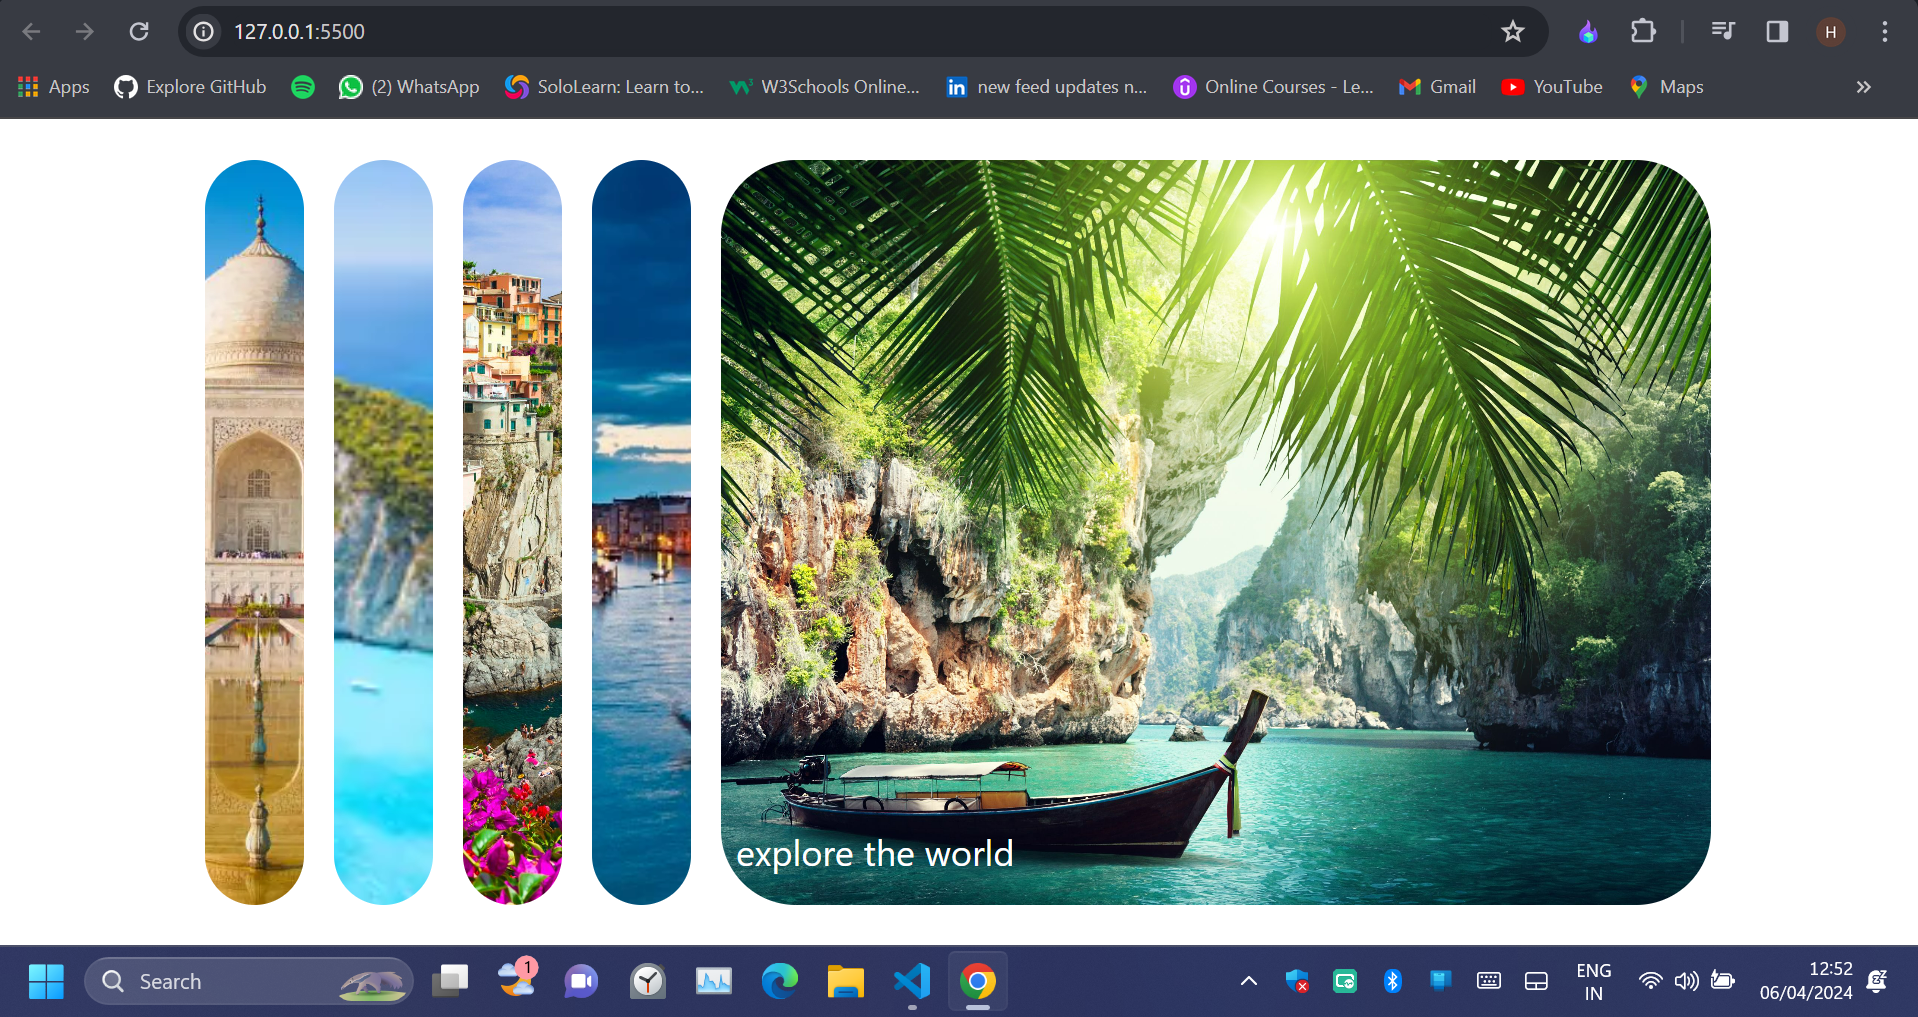 127.0.0.1:5500
H
Apps
Explore GitHub
(2) WhatsApp
SoloLearn: Learn to...
W3Schools Online...
new feed updates n...
Online Courses - Le...
Gmail
YouTube
Maps
explore the world
Search
1
ENG
IN
12:52
06/04/2024